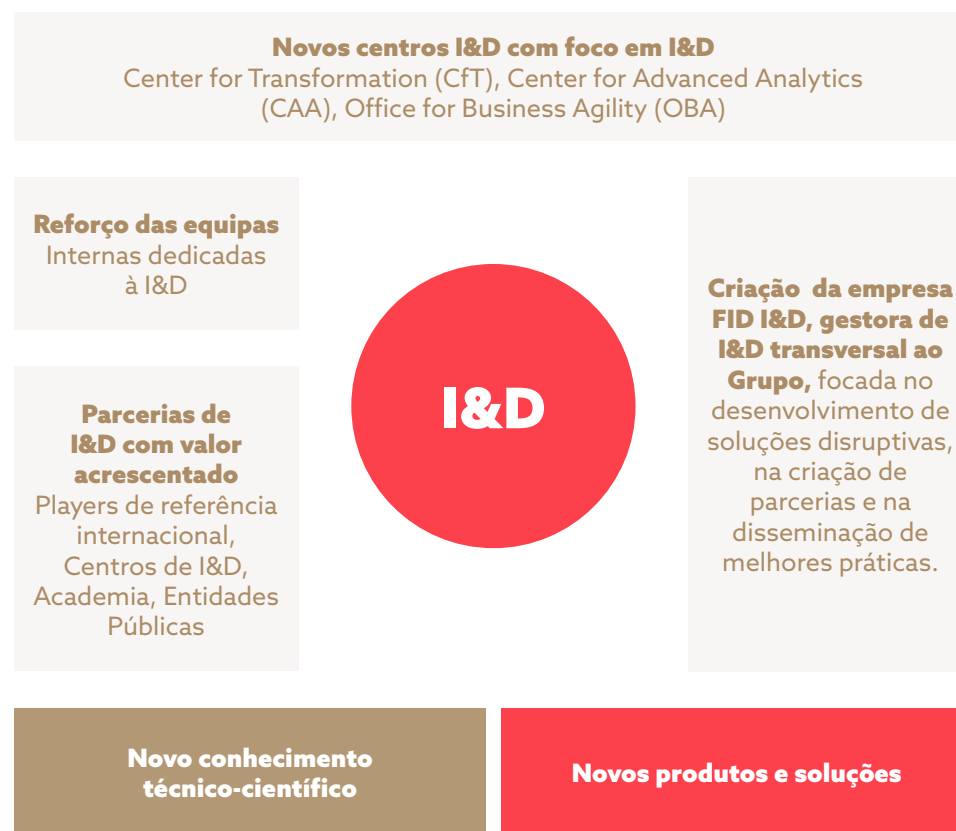 Novos centros I&D com foco em I&D
Center for Transformation (CfT), Center for Advanced Analytics
(CAA), Office for Business Agility (OBA)
Reforço das equipas
Internas dedicadas
à I&D
Parcerias de
I&D com valor
acrescentado
Players de referência
internacional,
Centros de I&D,
Academia, Entidades
Públicas
I&D
Criação da empresa
FID I&D, gestora de
I&D transversal ao
Grupo, focada no
desenvolvimento de
soluções disruptivas,
na criação de
parcerias e na
disseminação de
melhores práticas.
Novo conhecimento
técnico-científico
Novos produtos e soluções